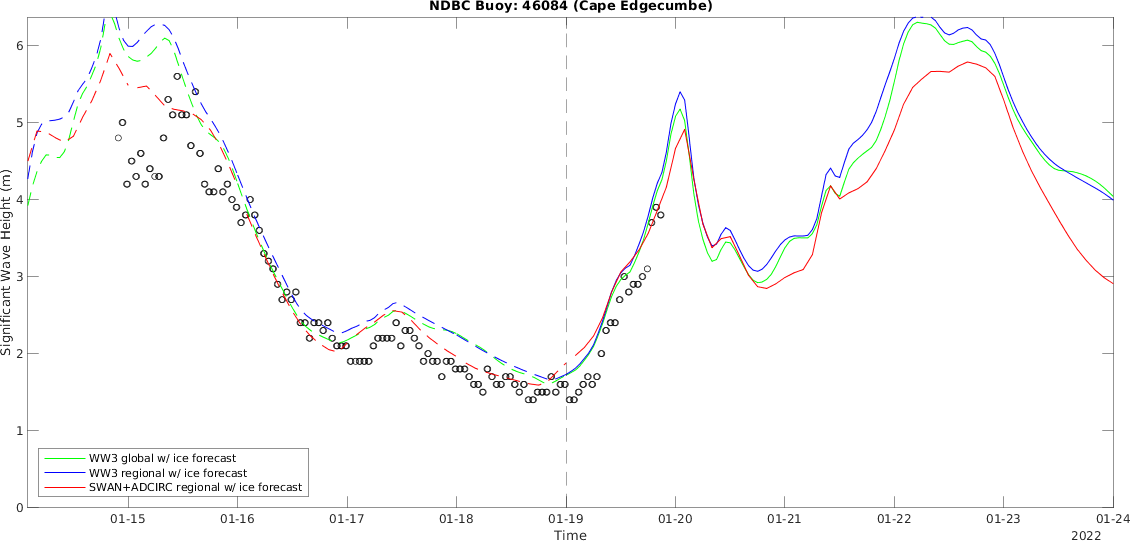 NDBC Buoy: 46084 (Cape Edgecumbe)
Significant Wave Height (m)
6
5
4
3
2
1
0
WW3 global w/ ice forecast
WW3 regional w/ ice forecast
SWAN+ADCIRC regional w/ ice forecast
01-15 01-16 01-17 01-18 01-19 01-20 01-21 01-22 01-23 01-24
Time
2022